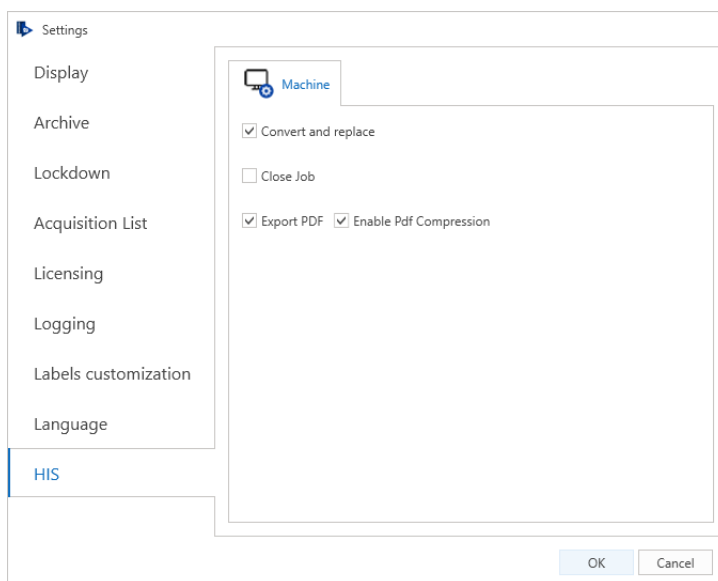 Settings
Display
Archive
Lockdown
Acquisition List
Licensing
Logging
Labels customization
Language
HIS
Machine
Convert and replace
Close Job
Export PDF Enable Pdf Compression
OK Cancel